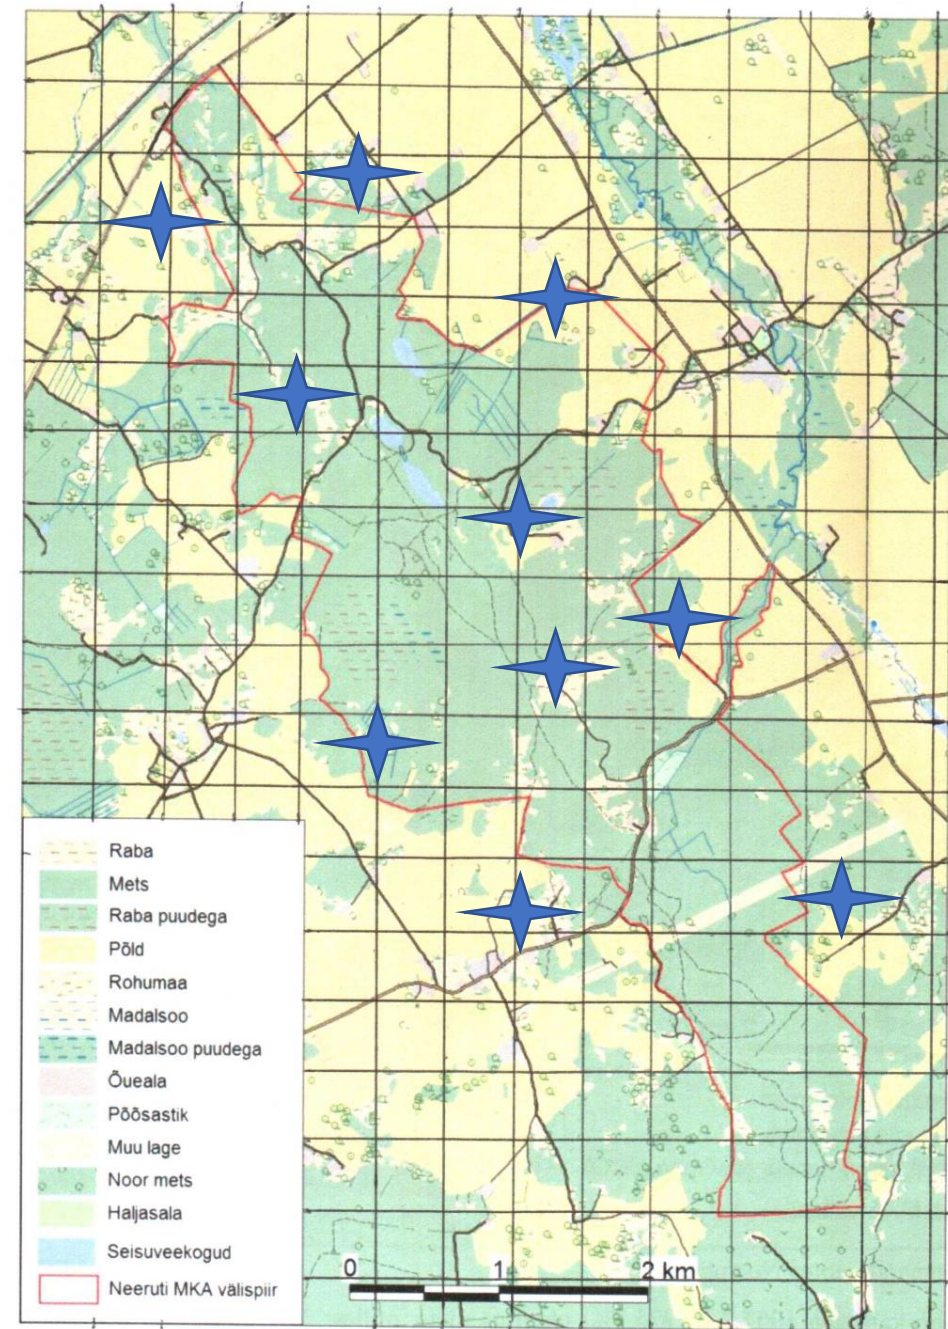 Raba
Mets
Raba puudega
Põld
Rohumaa
Madalsoo
Madalsoo puudega
Õueala
Põõsastik
Muu lage
Noor mets
Haljasala
Seisuveekogud
Neeruti MKA välispiir
0 1 2 km